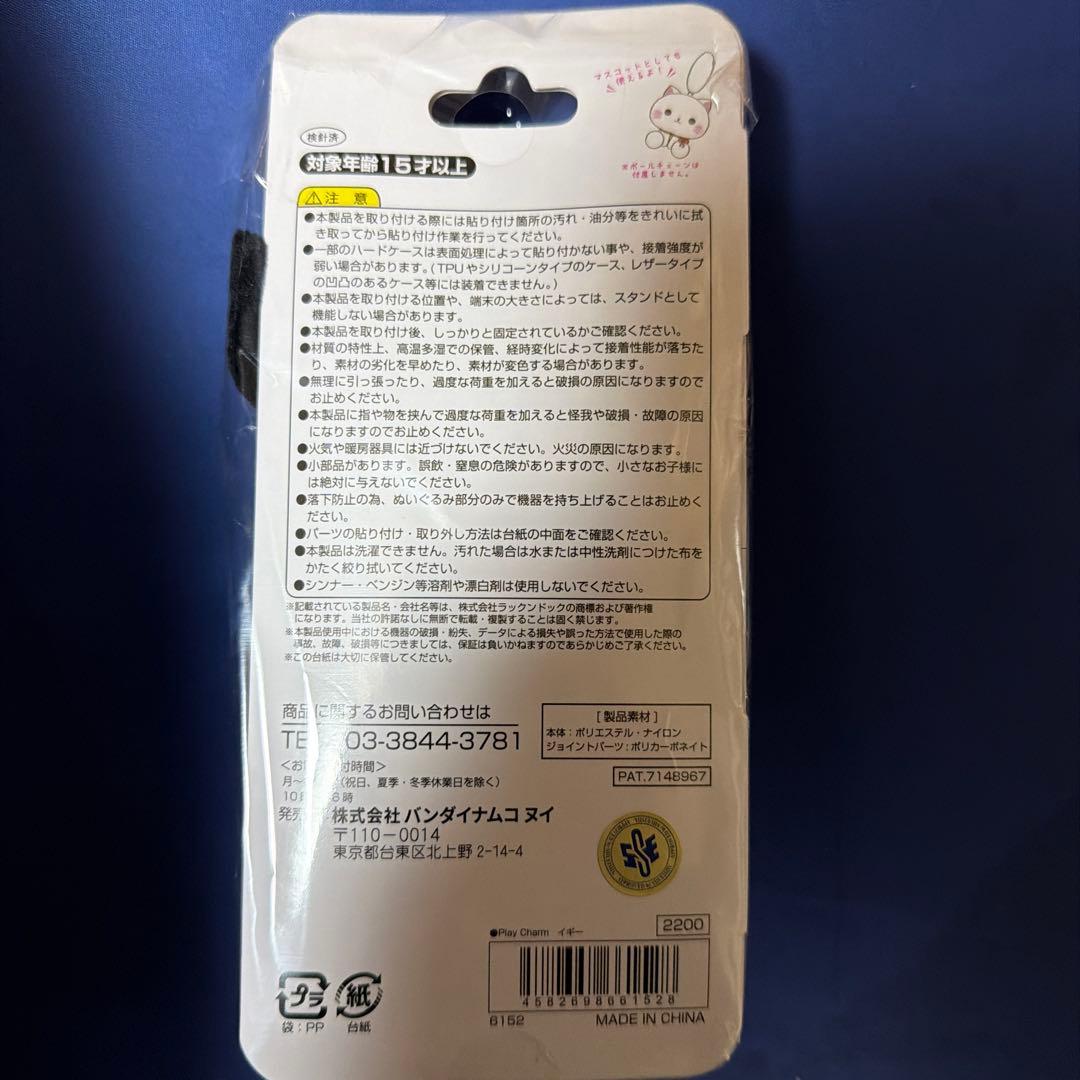 マスコットとしても
使えるよ!
※ボールチェーンは
付属しません。
検針済
対象年齢15才以上
⚠注 意
●本製品を取り付ける際には貼り付け箇所の汚れ・油分等をきれいに拭
き取ってから貼り付け作業を行ってください。
●一部のハードケースは表面処理によって貼り付かない事や、接着強度が
弱い場合があります。(TPUやシリコーンタイプのケース、レザータイプ
の凹凸のあるケース等には装着できません。)
●本製品を取り付ける位置や、端末の大きさによっては、スタンドとして
機能しない場合があります。
●本製品を取り付け後、しっかりと固定されているかご確認ください。
●材質の特性上、高温多湿での保管、経時変化によって接着性能が落ちた
り、素材の劣化を早めたり、素材が変色する場合があります。
●無理に引っ張ったり、過度な荷重を加えると破損の原因になりますので
お止めください。
●本製品に指や物を挟んで過度な荷重を加えると怪我や破損・故障の原因
になりますのでお止めください。
●火気や暖房器具には近づけないでください。火災の原因になります。
●小部品があります。誤飲・窒息の危険がありますので、小さなお子様に
は絶対に与えないでください。
●落下防止の為、ぬいぐるみ部分のみで機器を持ち上げることはお止めく
ださい。
●パーツの貼り付け・取り外し方法は台紙の中面をご確認ください。
●本製品は洗濯できません。汚れた場合は水または中性洗剤につけた布を
かたく絞り拭いてください。
●シンナー・ベンジン等溶剤や漂白剤は使用しないでください。
※記載されている製品名・会社名等は、株式会社ラックンドックの商標および著作権
になります。当社の許諾なしに無断で転載・複製することは固く禁じます。
※本製品使用中における機器の破損・紛失、データによる損失や誤った方法で使用した際の
事故、故障、破損等につきましては、保証は負いかねますのであらかじめご了承ください。
※この台紙は大切に保管してください。
商品に関するお問い合わせは
TE 03-3844-3781
<お 付時間>
月~ (祝日、夏季・冬季休業日を除く)
10 6時
発売 株式会社 バンダイナムコ ヌイ
〒110-0014
東京都台東区北上野 2-14-4
[製品素材]
本体:ポリエステル・ナイロン
ジョイントパーツ:ポリカーボネイト
PAT.7148967
●Play Charm イギー
2200
4582698661528
6152 MADE IN CHINA
プラ
袋:PP
紙
台紙